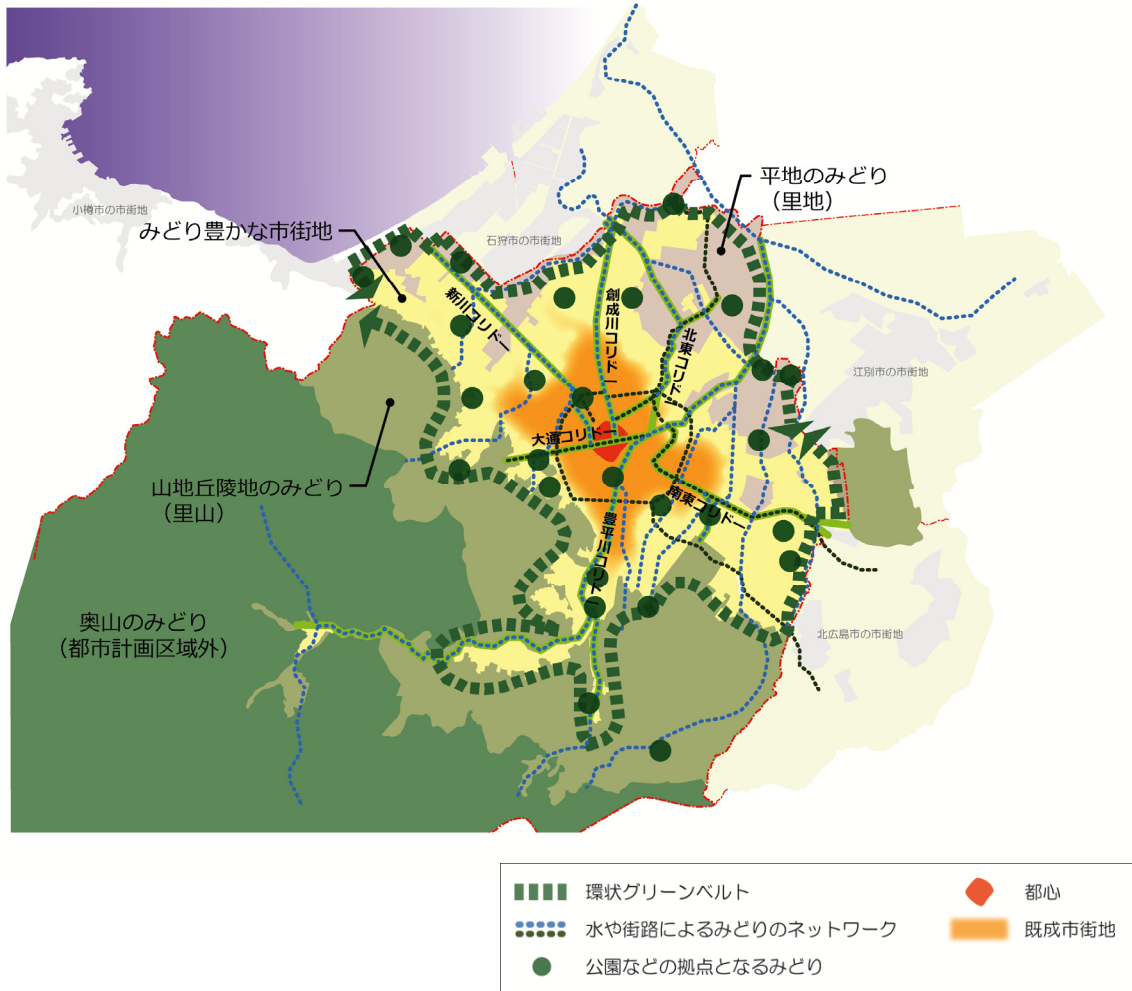 平地のみどり
（里地）
小樽市の市街地
みどり豊かな市街地
石狩市の市街地
新川コリドー
創成川コリドー
北東コリドー
江別市の市街地
大通コリドー
山地丘陵地のみどり
（里山）
南東コリドー
豊平川コリドー
奥山のみどり
（都市計画区域外）
北広島市の市街地
環状グリーンベルト
都心
水や街路によるみどりのネットワーク
既成市街地
公園などの拠点となるみどり